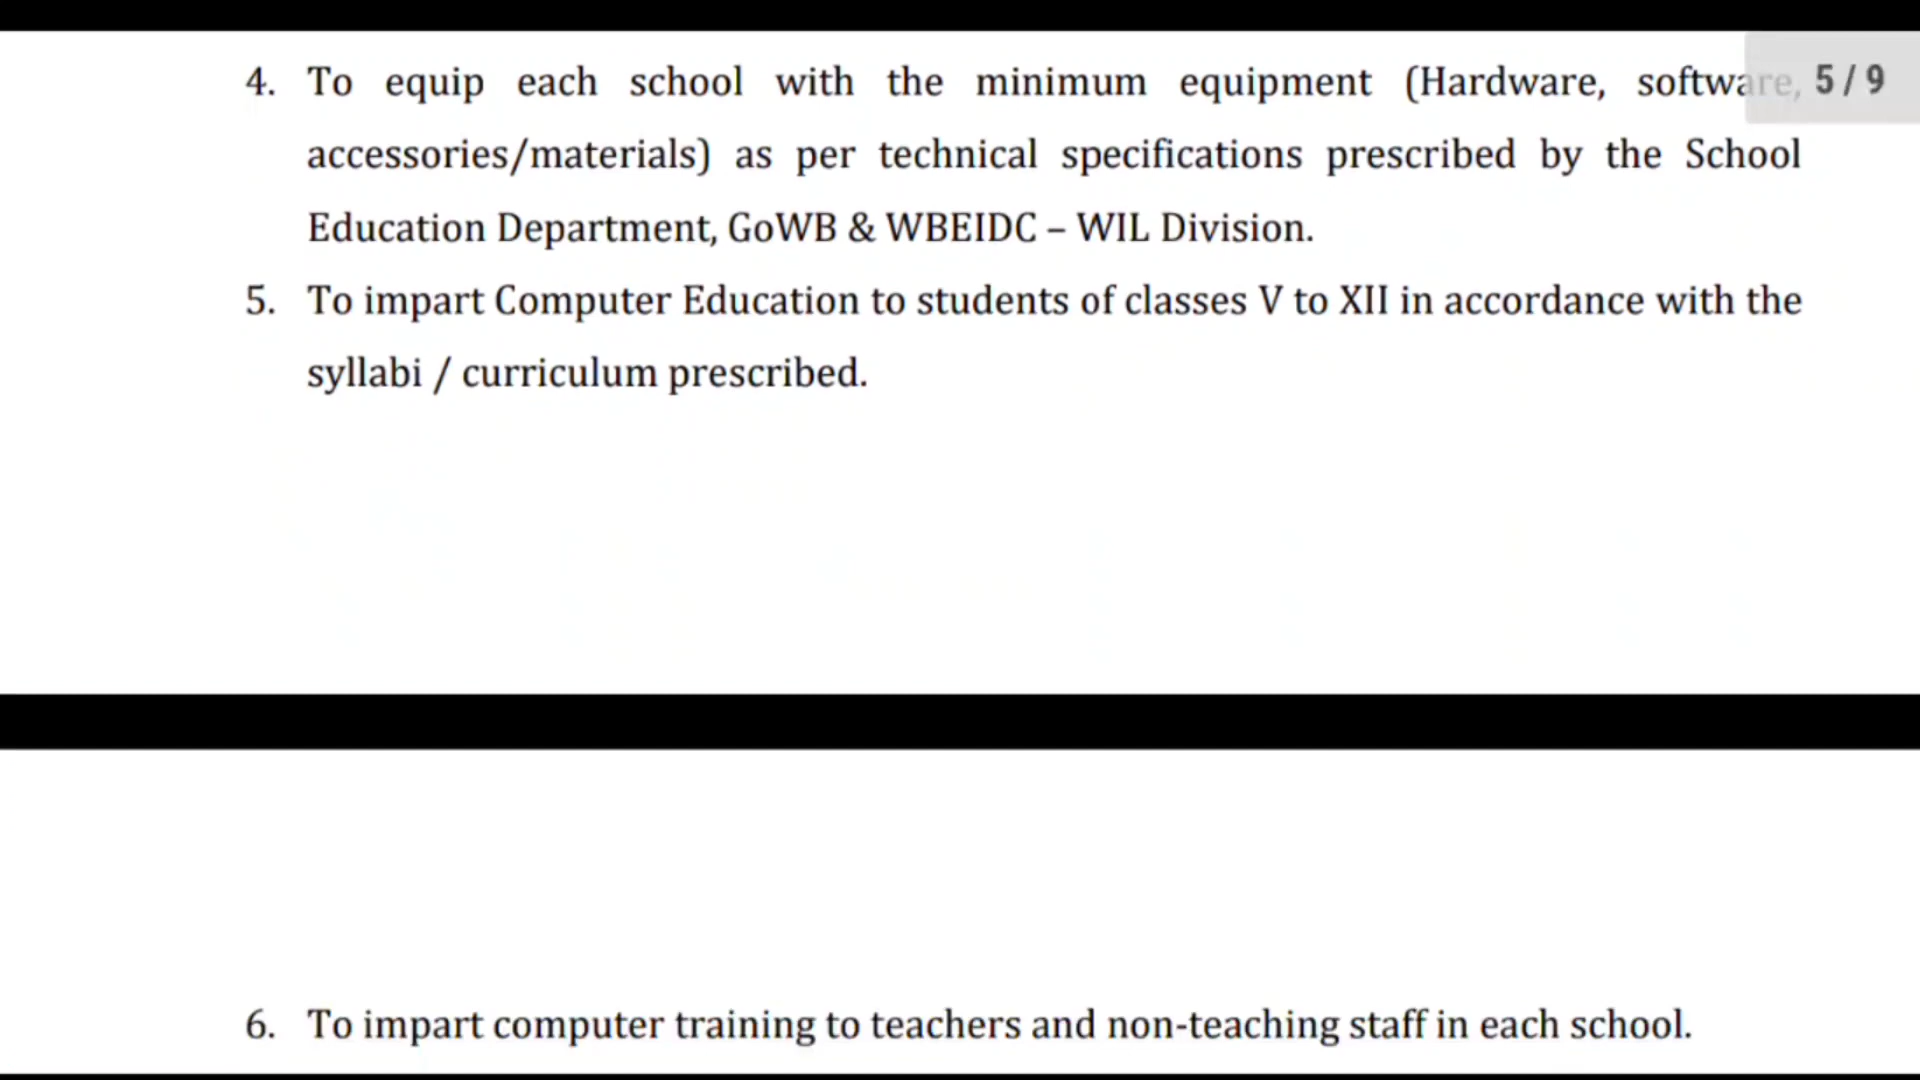 4. To equip each school with the minimum equipment (Hardware, software,
5 / 9
accessories/materials) as per technical specifications prescribed by the School
Education Department, GoWB & WBEIDC – WIL Division.
5. To impart Computer Education to students of classes V to XII in accordance with the
syllabi / curriculum prescribed.
6. To impart computer training to teachers and non-teaching staff in each school.